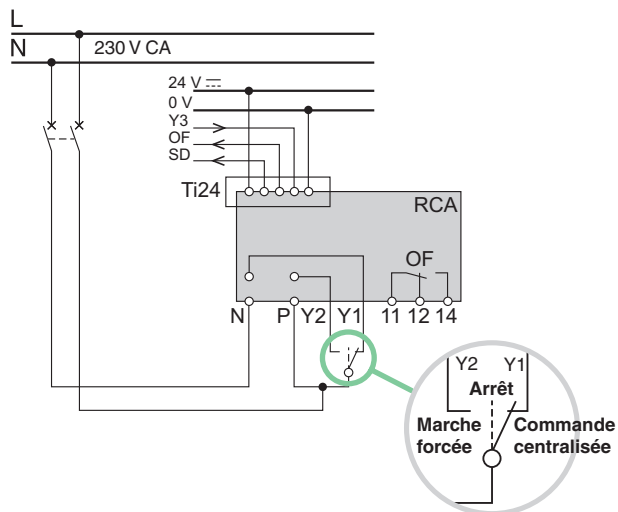 L
N
230 V CA
24 V ⎓
0 V
Y3
OF
SD
Ti24
RCA
OF
N P Y2 Y1 11 12 14
Y2 Y1
Arrêt
Marche forcée
Commande centralisée